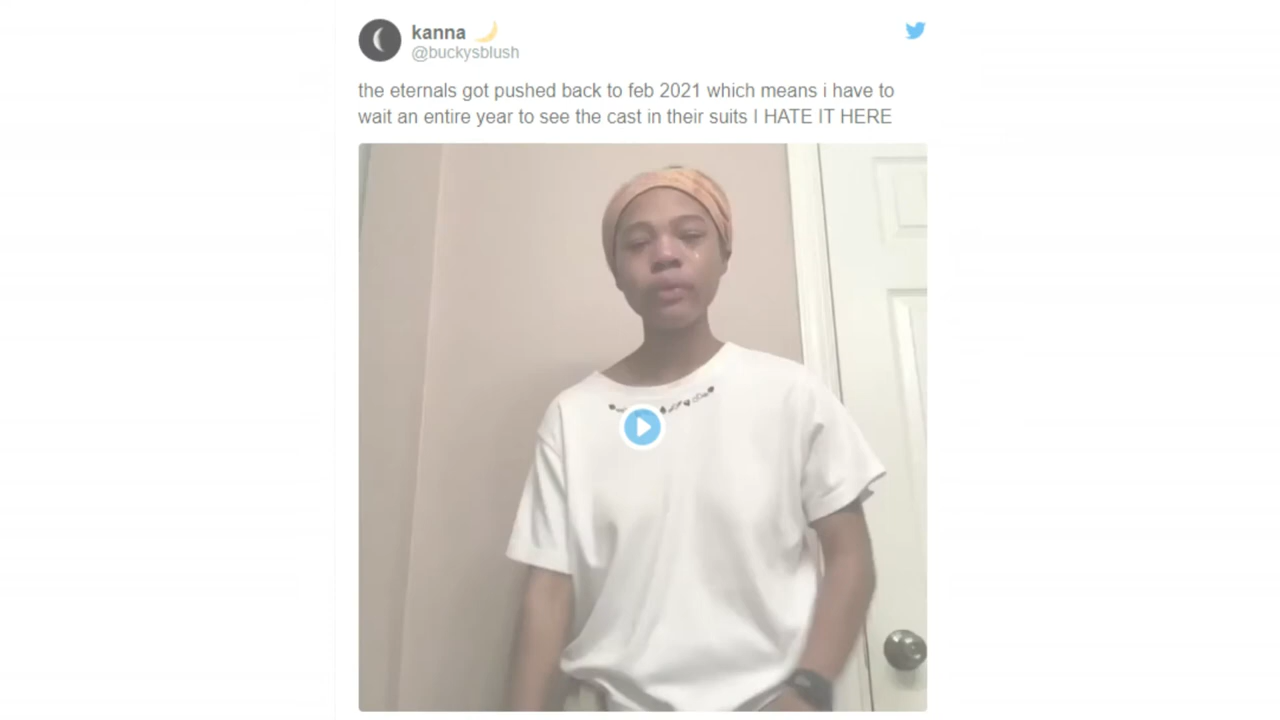 kanna 🌙
@buckysblush
the eternals got pushed back to feb 2021 which means i have to
wait an entire year to see the cast in their suits I HATE IT HERE